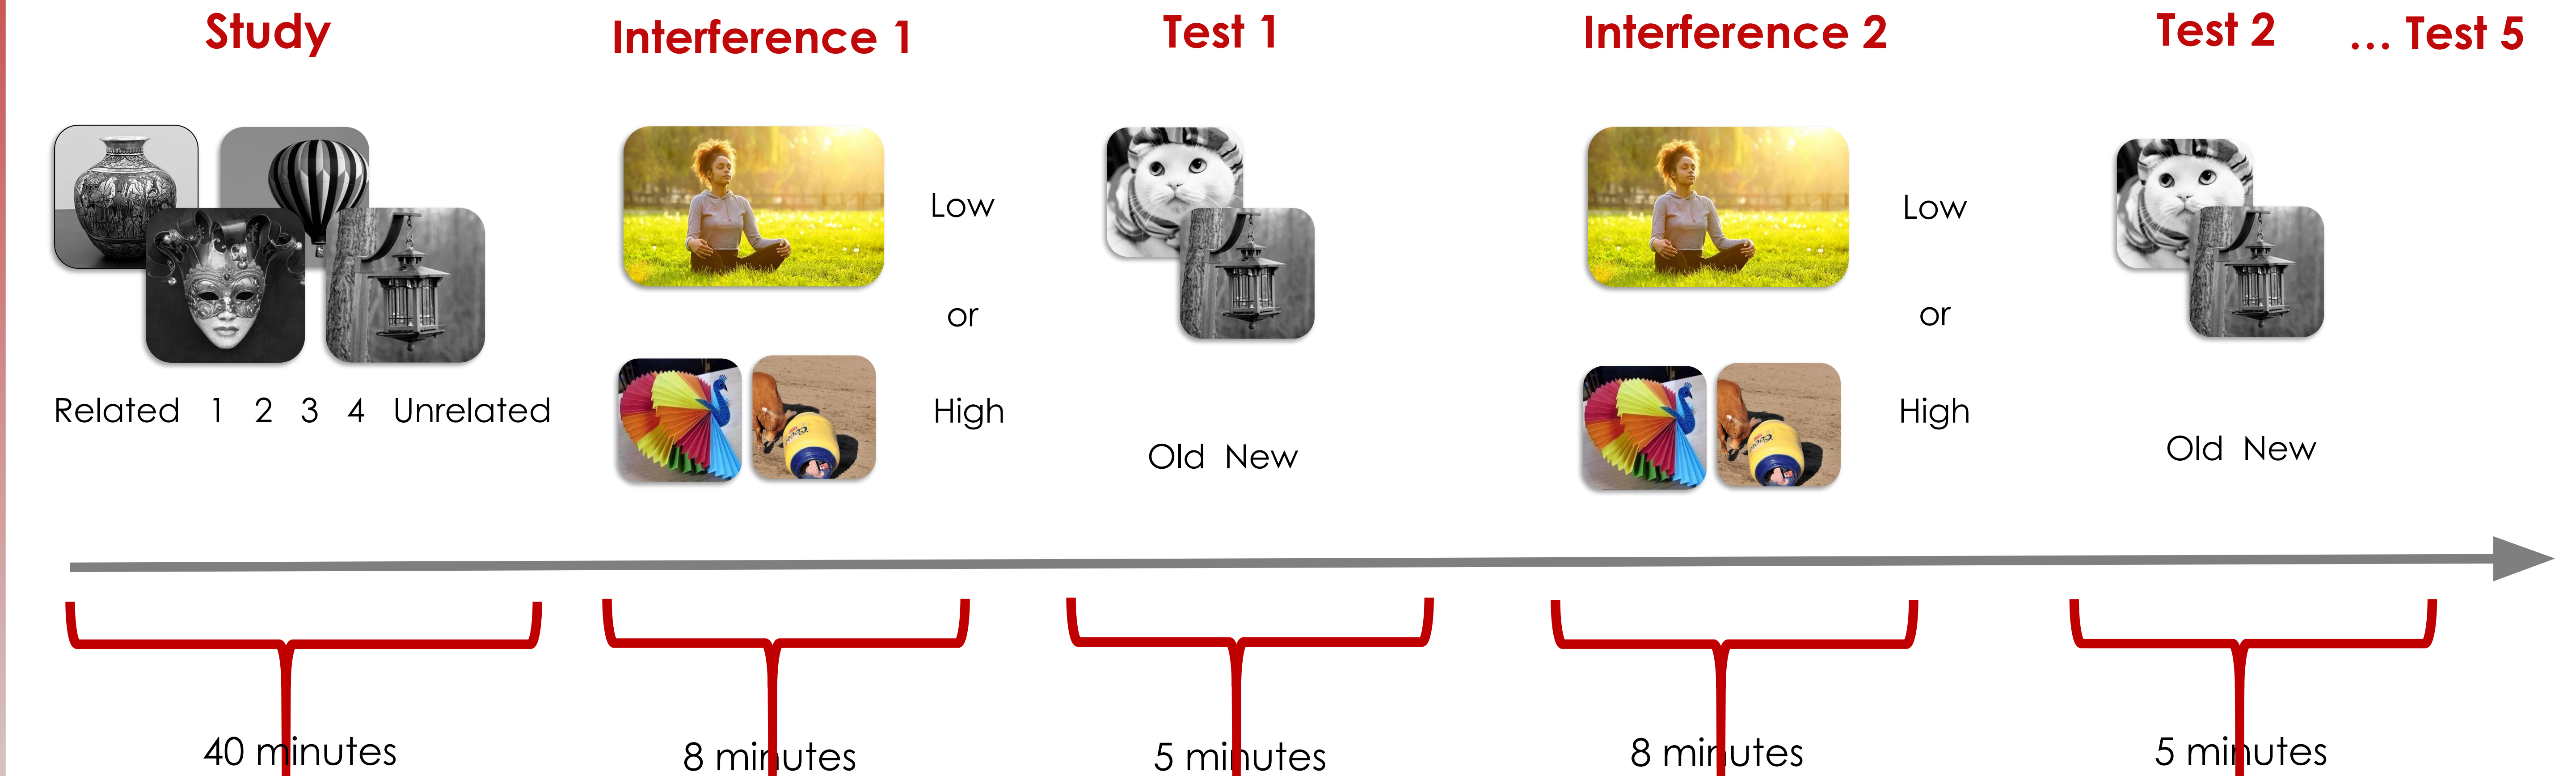 Study
Interference 1
Test 1
Interference 2
Test 2
... Test 5
Low
or
High
Low
or
High
Related 1 2 3 4 Unrelated
Old New
Old New
40 minutes
8 minutes
5 minutes
8 minutes
5 minutes